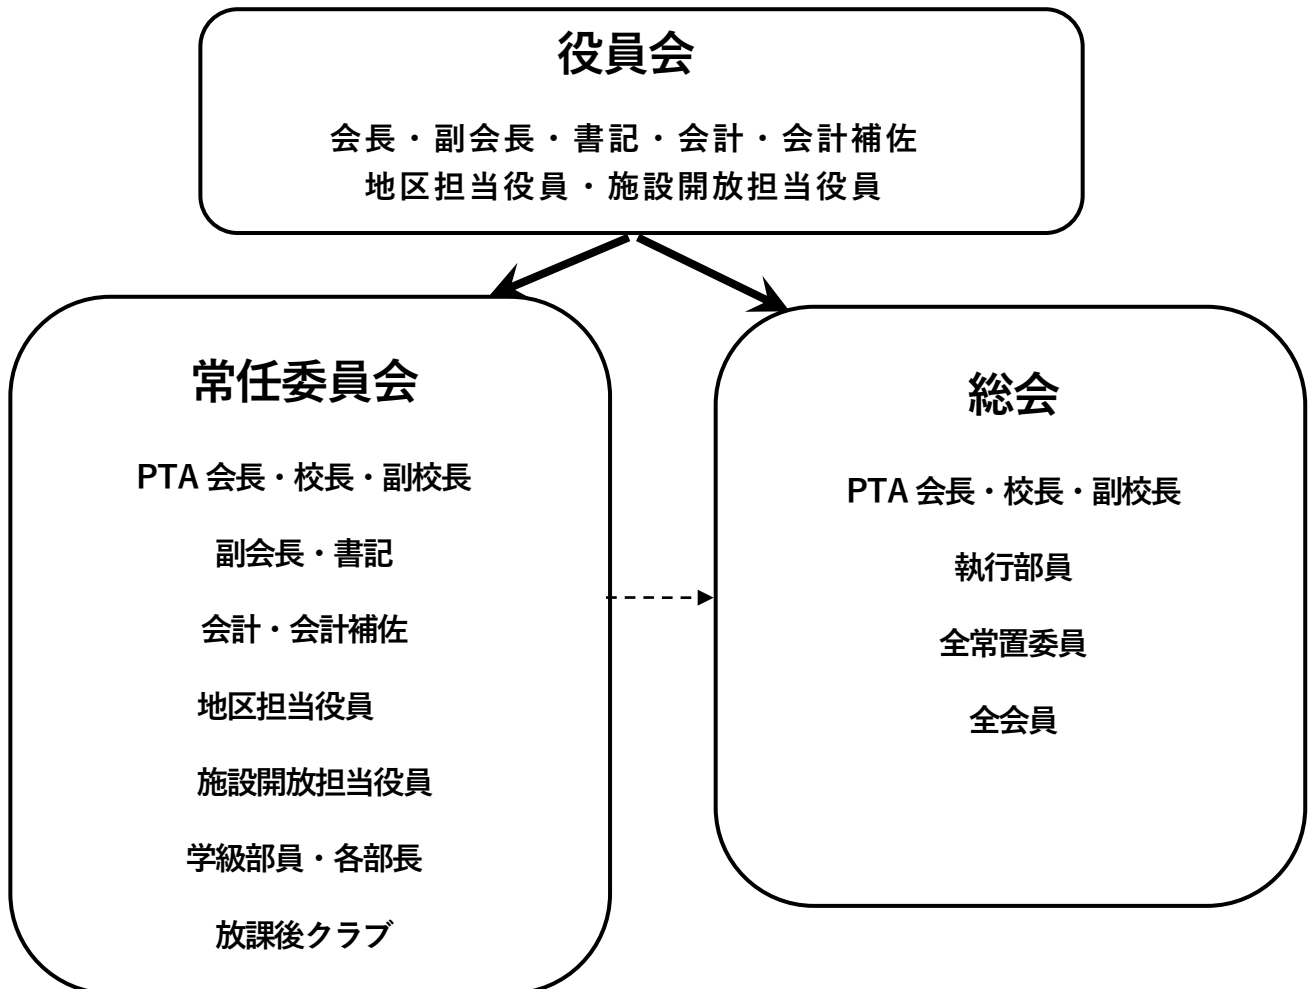 役員会
会長・副会長・書記・会計・会計補佐
地区担当役員・施設開放担当役員
常任委員会
PTA 会長・校長・副校長
副会長・書記
会計・会計補佐
地区担当役員
施設開放担当役員
学級部員・各部長
放課後クラブ
総会
PTA 会長・校長・副校長
執行部員
全常置委員
全会員